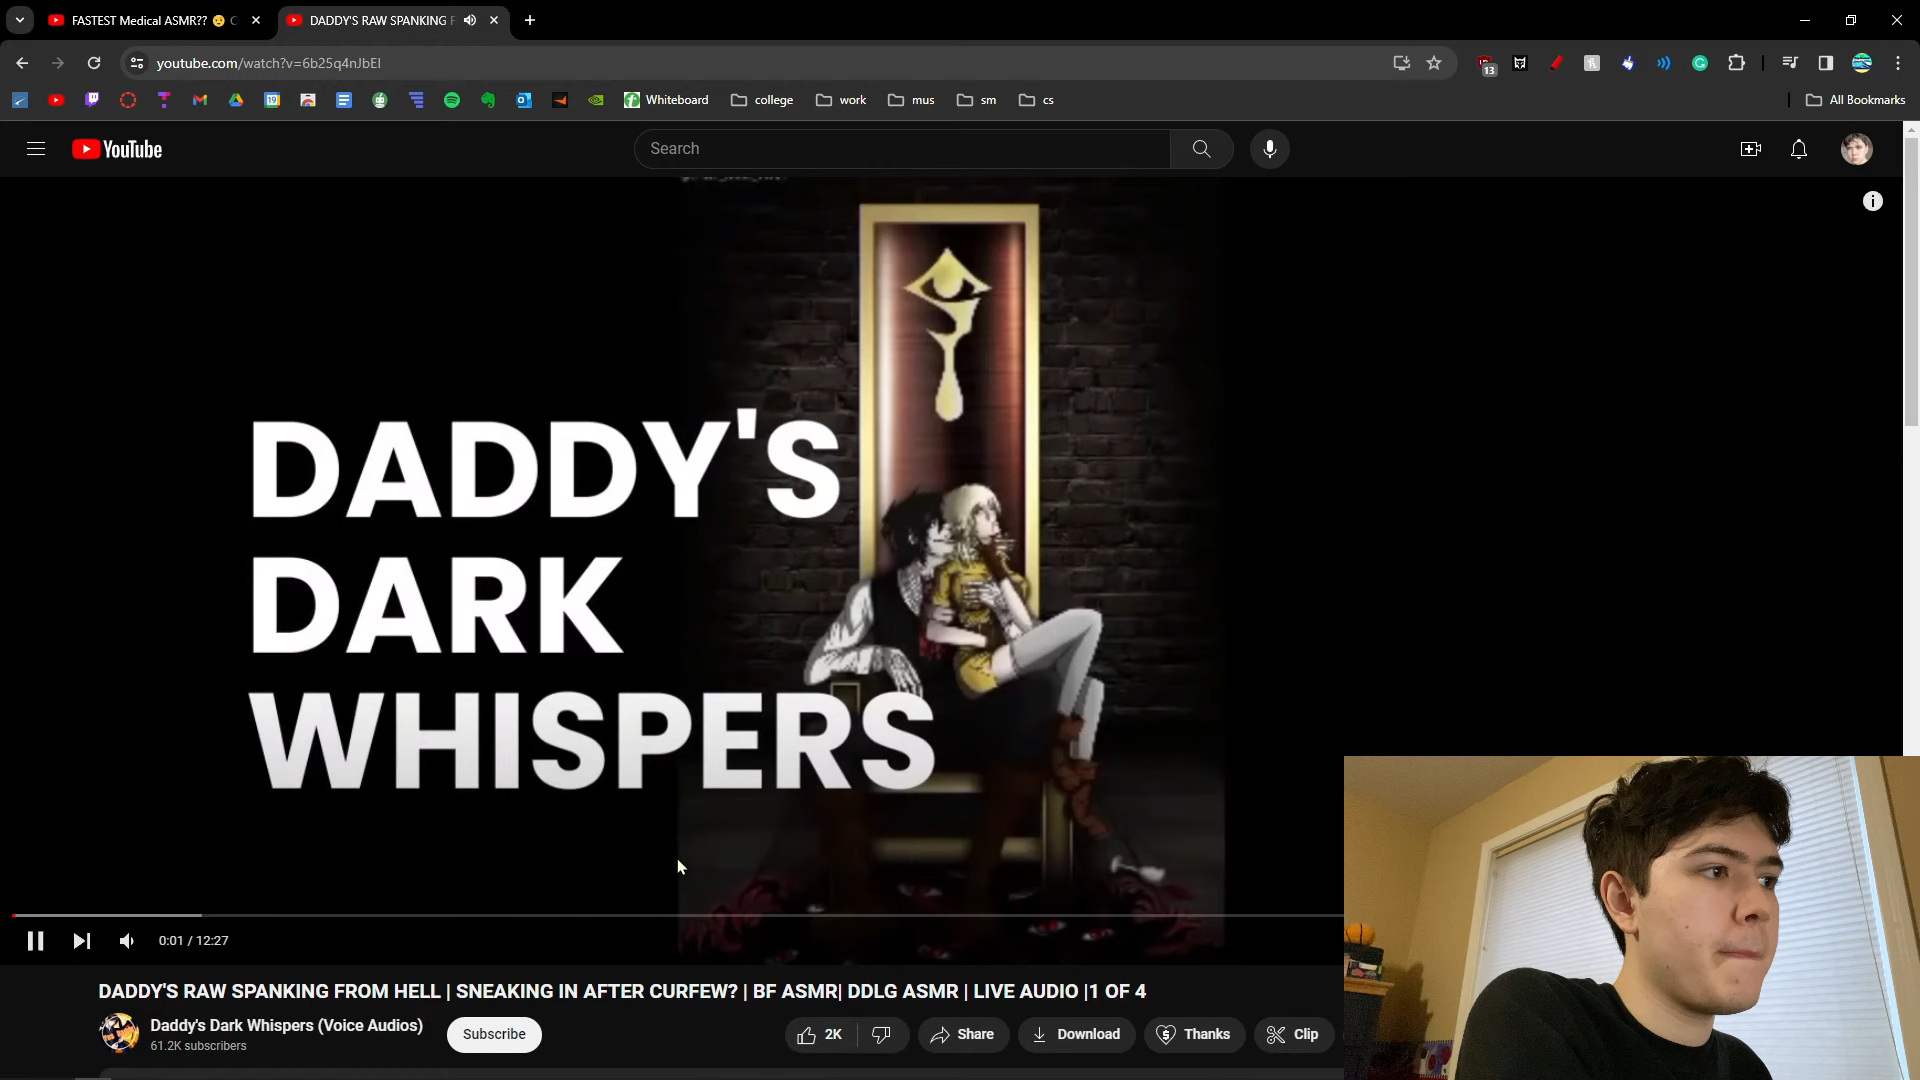 FASTEST Medical ASMR??
DADDY'S RAW SPANKING F
youtube.com/watch?v=6b25q4nJbEI
13
19
Whiteboard
college
work
mus
sm
cs
All Bookmarks
YouTube
Search
DADDY'S
DARK
WHISPERS
0:01 / 12:27
DADDY'S RAW SPANKING FROM HELL | SNEAKING IN AFTER CURFEW? | BF ASMR| DDLG ASMR | LIVE AUDIO |1 OF 4
Daddy's Dark Whispers (Voice Audios)
61.2K subscribers
Subscribe
2K
Share
Download
Thanks
Clip